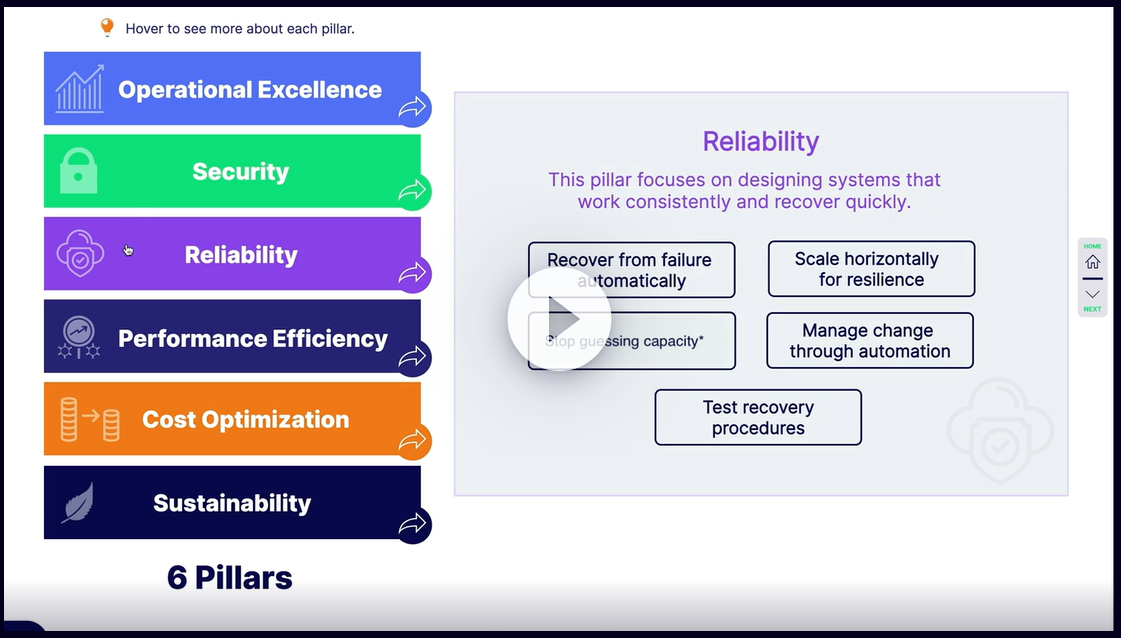 Hover to see more about each pillar.
Operational Excellence
Security
Reliability
Performance Efficiency
Cost Optimization
Sustainability
6 Pillars
Reliability
This pillar focuses on designing systems that
work consistently and recover quickly.
Recover from failure
automatically
Scale horizontally
for resilience
Stop guessing capacity*
Manage change
through automation
Test recovery
procedures
HOME
NEXT